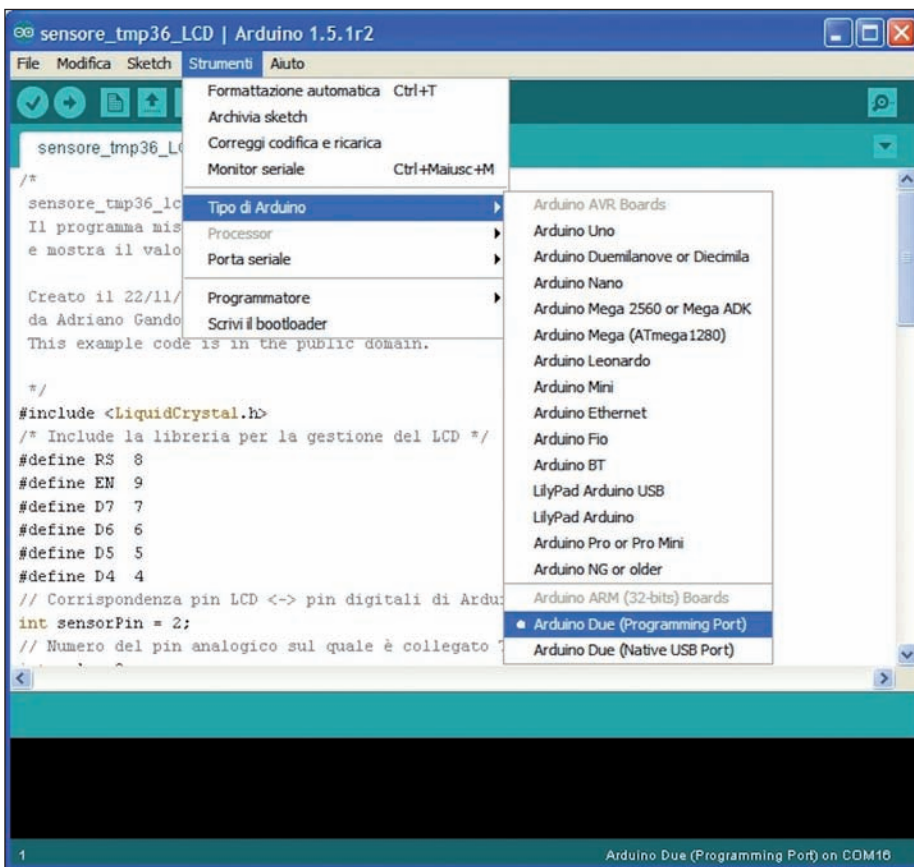 sensore_tmp36_LCD | Arduino 1.5.1r2
File Modifica Sketch Strumenti Aiuto
sensore_tmp36_L
Formattazione automatica Ctrl+T
Archivia sketch
Correggi codifica e ricarica
Monitor seriale Ctrl+Maiusc+M
Tipo di Arduino
Processor
Porta seriale
Programmatore
Scrivi il bootloader
Arduino AVR Boards
Arduino Uno
Arduino Duemilanove or Diecimila
Arduino Nano
Arduino Mega 2560 or Mega ADK
Arduino Mega (ATmega1280)
Arduino Leonardo
Arduino Mini
Arduino Ethernet
Arduino Fio
Arduino BT
LilyPad Arduino USB
LilyPad Arduino
Arduino Pro or Pro Mini
Arduino NG or older
Arduino ARM (32-bits) Boards
Arduino Due (Programming Port)
Arduino Due (Native USB Port)
/*
sensore_tmp36_lc
Il programma mis
e mostra il valo
Creato il 22/11/
da Adriano Gando
This example code is in the public domain.
*/
#include <LiquidCrystal.h>
/* Include la libreria per la gestione del LCD */
#define RS 8
#define EN 9
#define D7 7
#define D6 6
#define D5 5
#define D4 4
// Corrispondenza pin LCD <-> pin digitali di Ardu
int sensorPin = 2;
// Numero del pin analogico sul quale è collegato
1
Arduino Due (Programming Port) on COM16